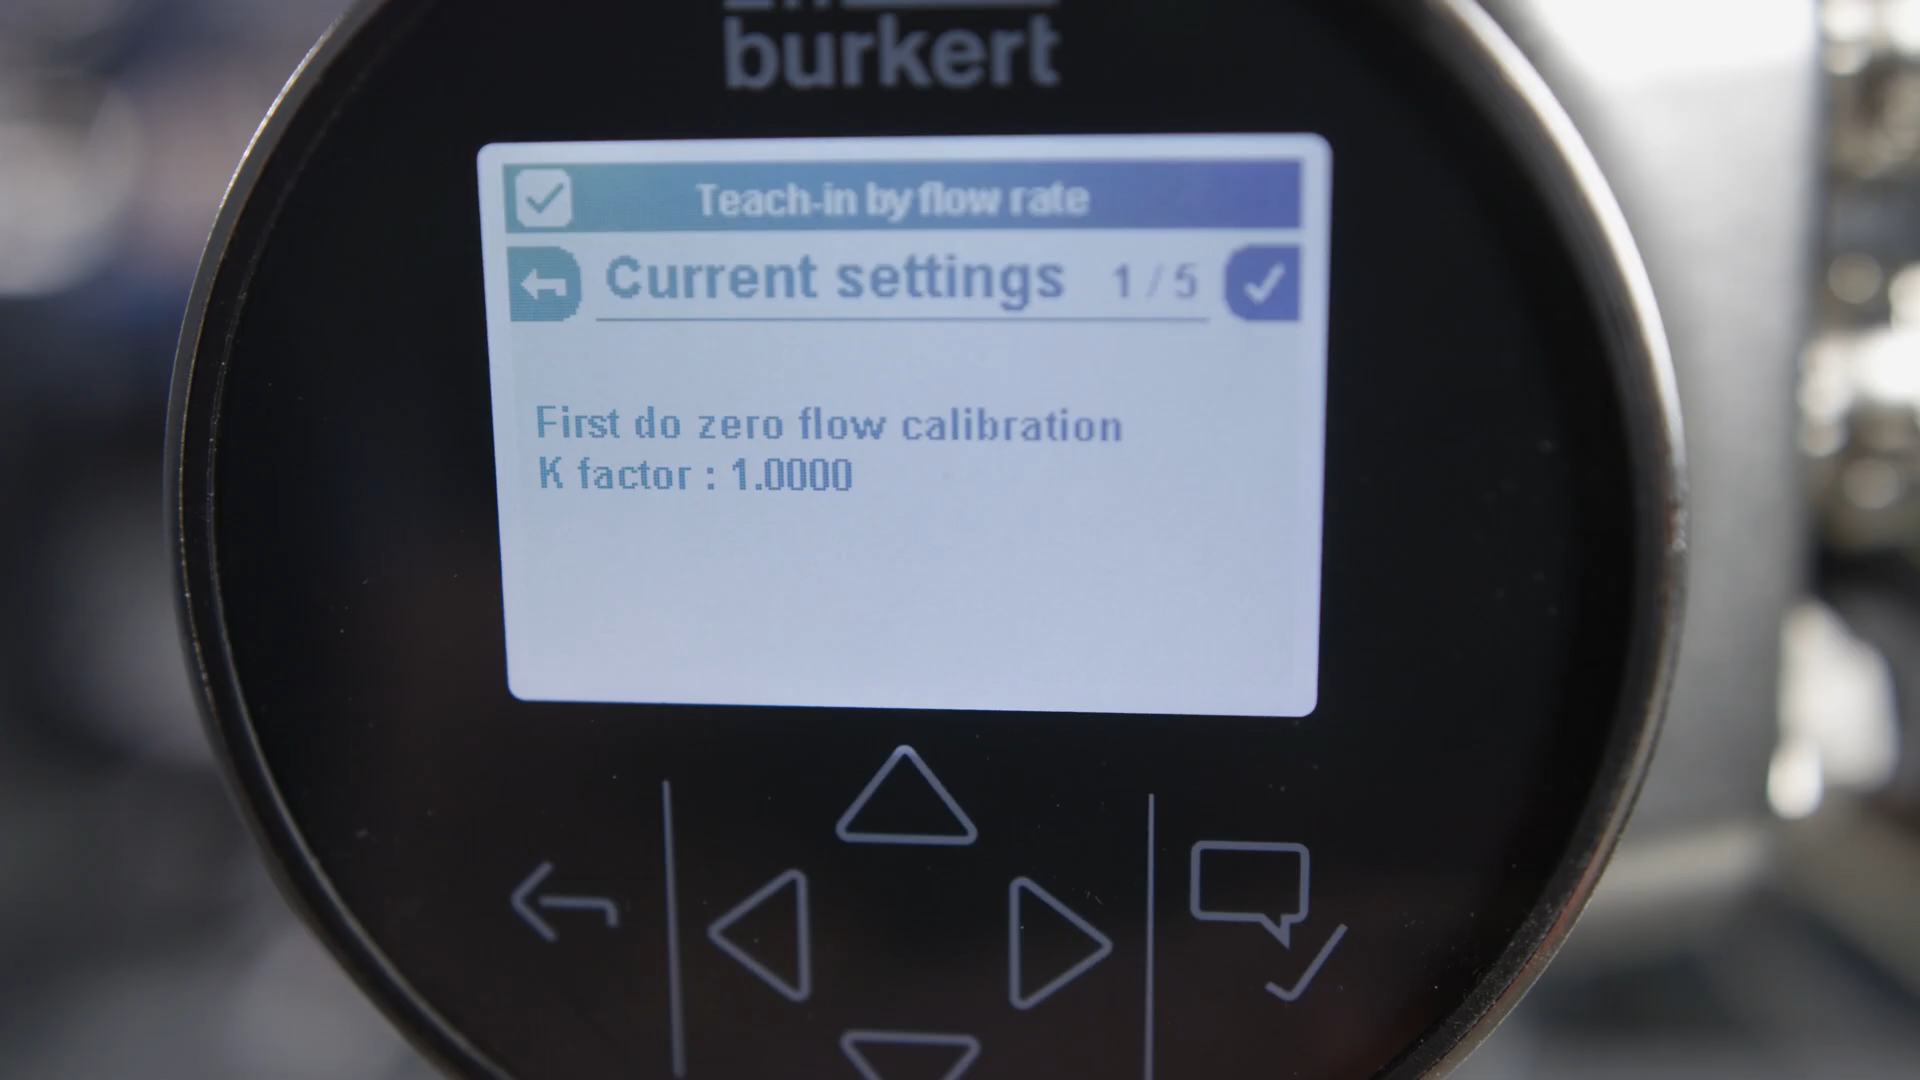 burkert
Teach-in by flow rate
Current settings 1 / 5
First do zero flow calibration
K factor : 1.0000